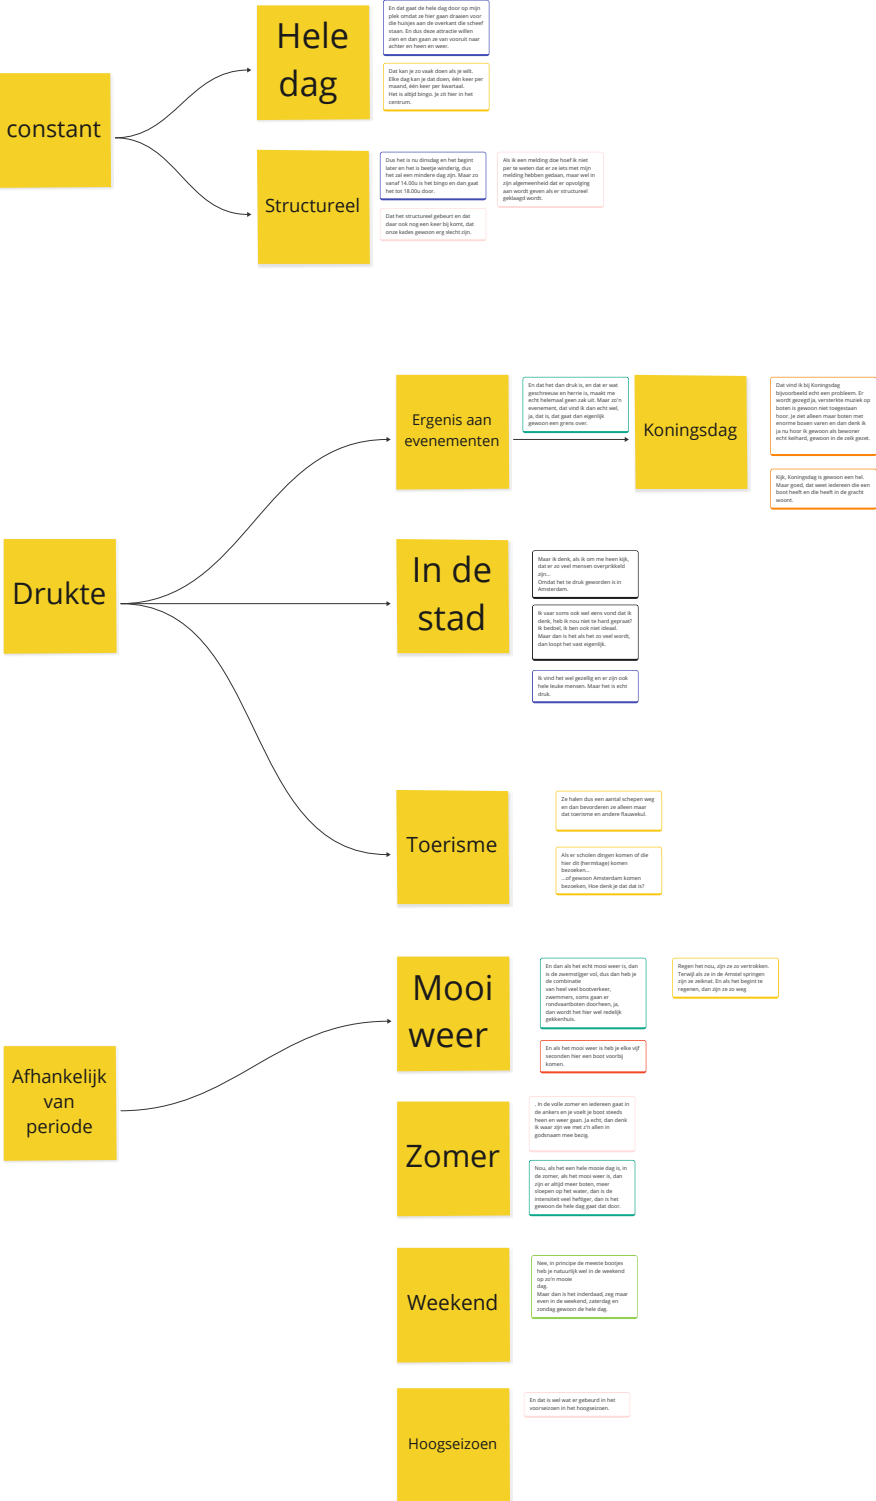 constant
Hele
dag
En dat gaat de hele dag door op mijn
plek omdat ze hier gaan draaien voor
die huisjes aan de overkant die scheef
staan. En dus deze attractie willen
zien en dan gaan ze van vooruit naar
achter en heen en weer.
Dat kan je zo vaak doen als je wilt.
Elke dag kan je dat doen, één keer per
maand, één keer per kwartaal.
Het is altijd bingo. Je zit hier in het
centrum.
Structureel
Dus het is nu dinsdag en het begint
later en het is beetje winderig, dus
het zal een mindere dag zijn. Maar zo
vanaf 14.00u is het bingo en dan gaat
het tot 18.00u door.
Als ik een melding doe hoef ik niet
per te weten dat er zo iets met mijn
melding hebben gedaan, maar wel in
zijn algemeenheid dat er opvolging
aan wordt geven als er structureel
geklaagd wordt.
Dat het structureel gebeurt en dat
daar ook nog een keer bij komt, dat
onze kades gewoon erg slecht zijn.
Drukte
Ergenis aan
evenementen
En dat het dan druk is, en dat er wat
geschreeuw en herrie is, maakt me
echt helemaal geen zak uit. Maar zo'n
evenement, dat vind ik dan echt wel,
ja, dat is, dat gaat dan eigenlijk
gewoon een grens over.
Koningsdag
Dat vind ik bij Koningsdag
bijvoorbeeld echt een probleem. Er
wordt gezegd ja, versterkte muziek op
boten is gewoon niet toegestaan
hoor. Je ziet alleen maar boten met
enorme boxen varen en dan denk ik
ja nu hoor ik gewoon als bewoner
echt keihard, gewoon in de zeik gezet.
Kijk, Koningsdag is gewoon een hel.
Maar goed, dat weet iedereen die een
boot heeft en die heeft in de gracht
woont.
In de
stad
Maar ik denk, als ik om me heen kijk,
dat er zo veel mensen overprikkeld
zijn...
Omdat het te druk geworden is in
Amsterdam.
Ik vaar soms ook wel eens vond dat ik
denk, heb ik nou niet te hard gepraat?
Ik bedoel, ik ben ook niet ideaal.
Maar dan is het als het zo veel wordt,
dan loopt het vast eigenlijk.
Ik vind het wel gezellig en er zijn ook
hele leuke mensen. Maar het is echt
druk.
Toerisme
Ze halen dus een aantal schepen weg
en dan bevorderen ze alleen maar
dat toerisme en andere flauwekul.
Als er scholen dingen komen of die
hier dit (hermitage) komen
bezoeken...
...of gewoon Amsterdam komen
bezoeken, Hoe denk je dat dat is?
Afhankelijk
van
periode
Mooi
weer
En dan als het echt mooi weer is, dan
is de zwemstijger vol, dus dan heb je
de combinatie
van heel veel bootverkeer,
zwemmers, soms gaan er
rondvaartboten doorheen, ja,
dan wordt het hier wel redelijk
gekkenhuis.
Regen het nou, zijn ze zo vertrokken.
Terwijl als ze in de Amstel springen
zijn ze zeiknat. En als het begint te
regenen, dan zijn ze zo weg
En als het mooi weer is heb je elke vijf
seconden hier een boot voorbij
komen.
Zomer
. In de volle zomer en iedereen gaat in
de ankers en je voelt je boot steeds
heen en weer gaan. Ja echt, dan denk
ik waar zijn we met z'n allen in
godsnaam mee bezig.
Nou, als het een hele mooie dag is, in
de zomer, als het mooi weer is, dan
zijn er altijd meer boten, meer
sloepen op het water, dan is de
intensiteit veel heftiger, dan is het
gewoon de hele dag gaat dat door.
Weekend
Nee, in principe de meeste bootjes
heb je natuurlijk wel in de weekend
op zo'n mooie
dag.
Maar dan is het inderdaad, zeg maar
even in de weekend, zaterdag en
zondag gewoon de hele dag.
Hoogseizoen
En dat is wel wat er gebeurd in het
voorseizoen in het hoogseizoen.